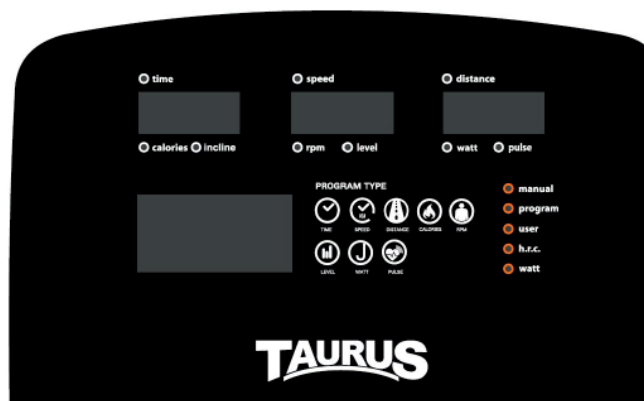 time speed distance
calories incline rpm level watt pulse
PROGRAM TYPE
manual
program
user
h.r.c.
watt
TIME SPEED DISTANCE CALORIES RPM
LEVEL WATT PULSE
KM
TAURUS